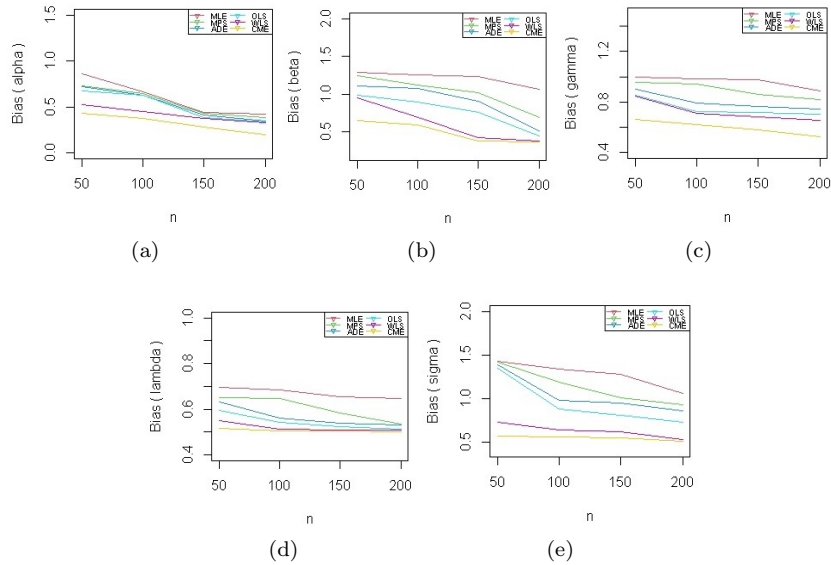 Bias ( alpha )
1.5
1.0
0.5
0.0
MLE OLS
MPS WLS
ADE CME
50 100 150 200
n
(a)
Bias ( beta )
2.0
1.5
1.0
0.5
MLE OLS
MPS WLS
ADE CME
50 100 150 200
n
(b)
Bias ( gamma )
1.2
0.8
0.4
MLE OLS
MPS WLS
ADE CME
50 100 150 200
n
(c)
Bias ( lambda )
1.0
0.8
0.6
0.4
MLE OLS
MPS WLS
ADE CME
50 100 150 200
n
(d)
Bias ( sigma )
2.0
1.5
1.0
0.5
MLE OLS
MPS WLS
ADE CME
50 100 150 200
n
(e)